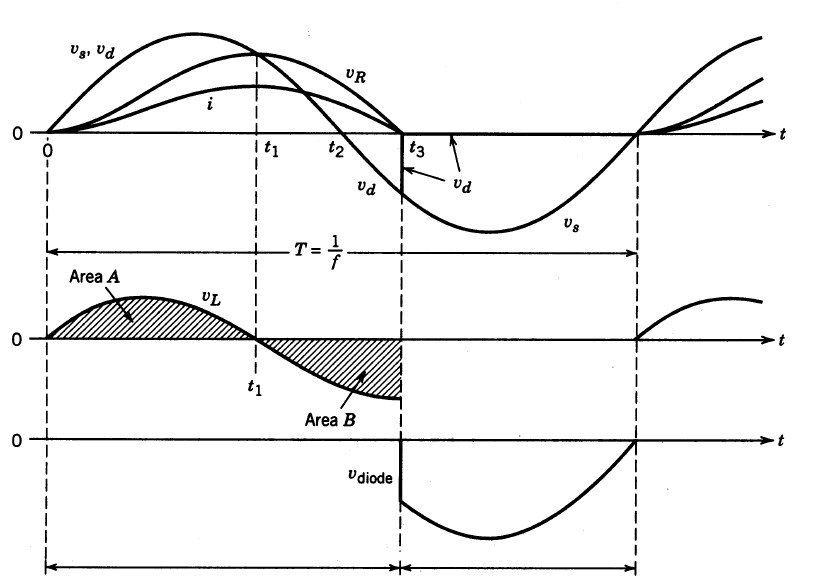 v_s, v_d
v_R
i
0
0
t_1
t_2
t_3
t
v_d
v_d
v_s
T = 1/f
Area A
v_L
0
t
t_1
Area B
0
t
v_diode